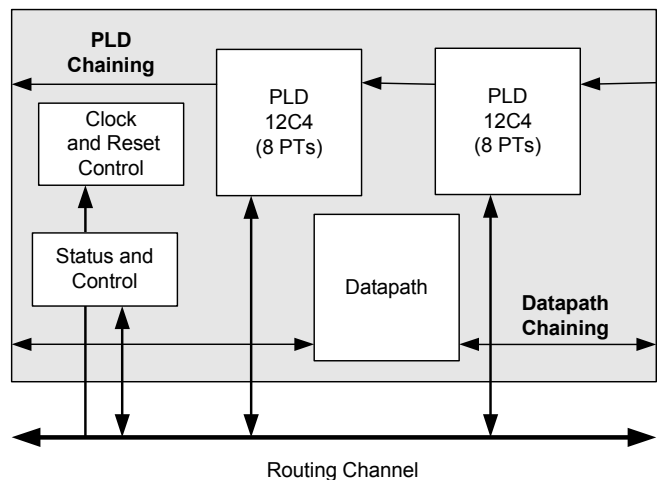 PLD
Chaining
PLD
12C4
(8 PTs)
PLD
12C4
(8 PTs)
Clock
and Reset
Control
Status and
Control
Datapath
Datapath
Chaining
Routing Channel